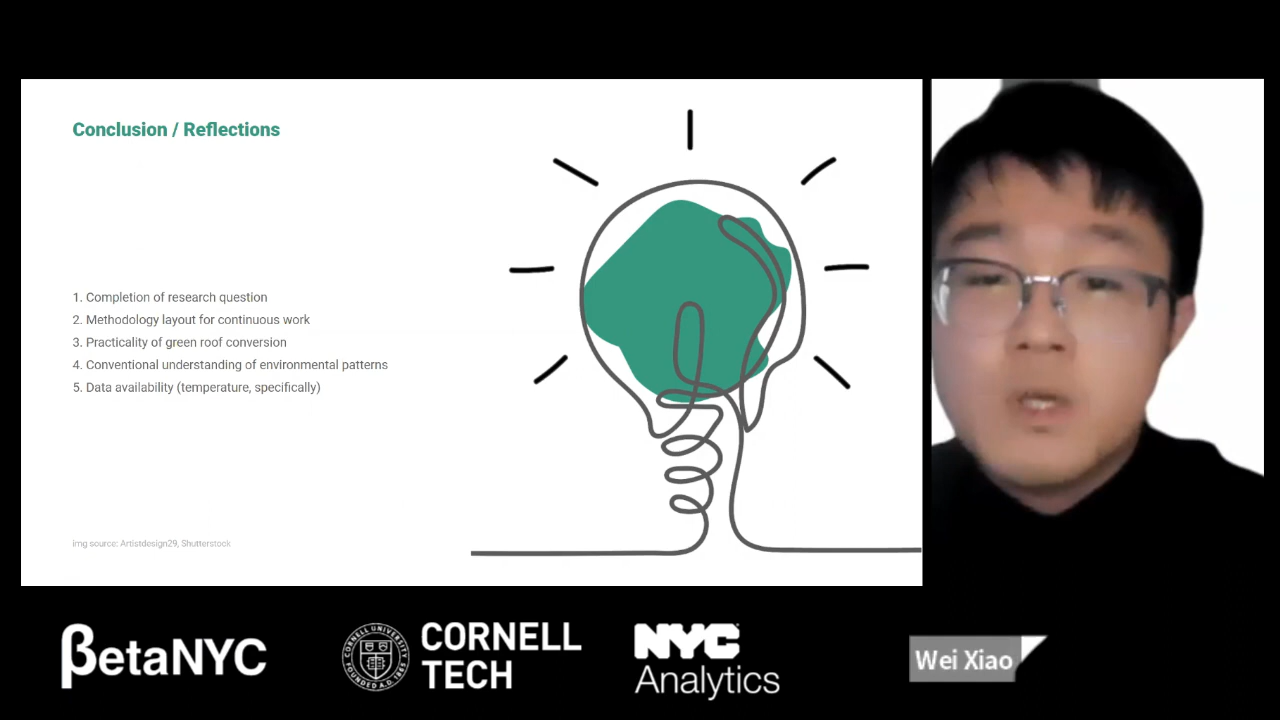 Conclusion / Reflections
1. Completion of research question
2. Methodology layout for continuous work
3. Practicality of green roof conversion
4. Conventional understanding of environmental patterns
5. Data availability (temperature, specifically)
img source: Artistdesign29, Shutterstock
βetaNYC
CORNELL
TECH
NYC
Analytics
Wei Xiao